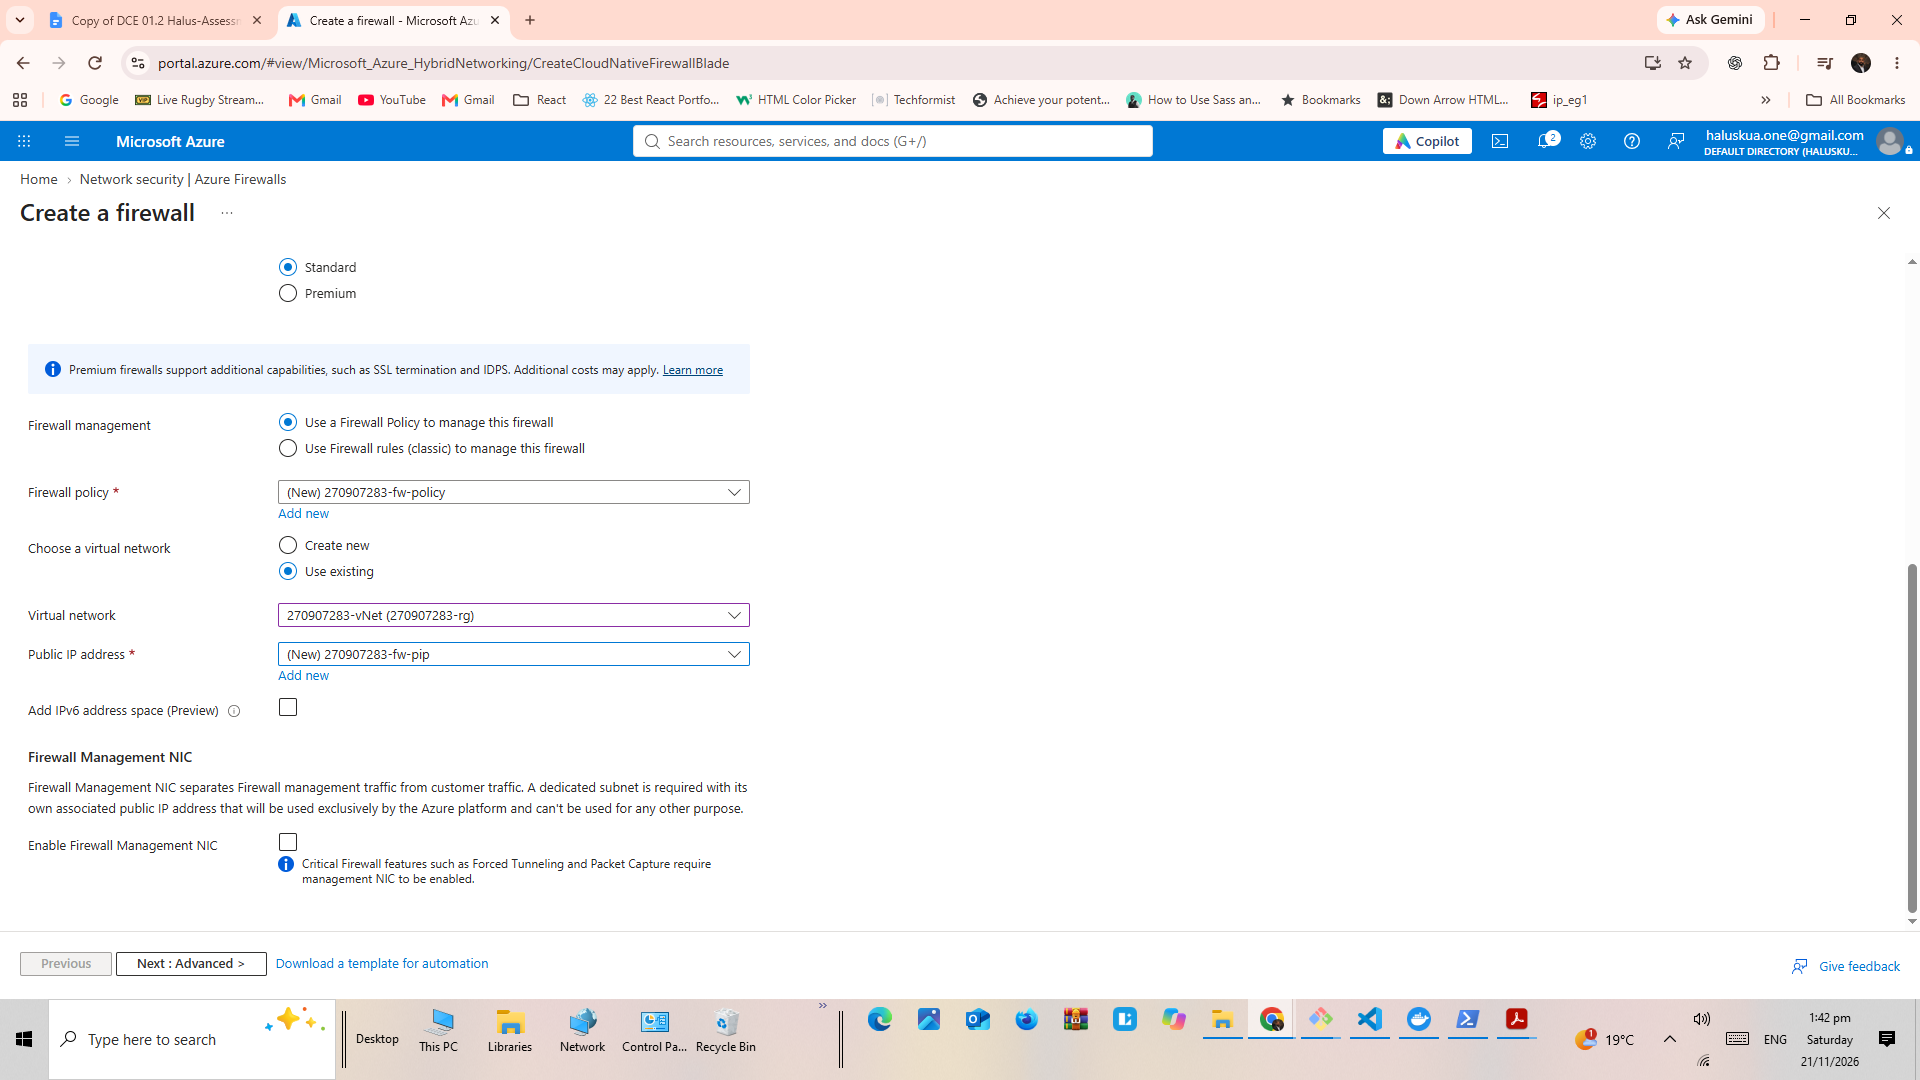 Copy of DCE 01.2 Halus-Assessm
Create a firewall - Microsoft Azu
Ask Gemini
portal.azure.com/#view/Microsoft_Azure_HybridNetworking/CreateCloudNativeFirewallBlade
Google
Live Rugby Stream...
Gmail
YouTube
Gmail
React
22 Best React Portfo...
HTML Color Picker
Techformist
Achieve your potent...
How to Use Sass an...
Bookmarks
Down Arrow HTML...
ip_eg1
All Bookmarks
Microsoft Azure
Search resources, services, and docs (G+/)
Copilot
2
haluskua.one@gmail.com
DEFAULT DIRECTORY (HALUSKU...
Home > Network security | Azure Firewalls
Create a firewall ...
Standard
Premium
Premium firewalls support additional capabilities, such as SSL termination and IDPS. Additional costs may apply. Learn more
Firewall management
Use a Firewall Policy to manage this firewall
Use Firewall rules (classic) to manage this firewall
Firewall policy *
(New) 270907283-fw-policy
Add new
Choose a virtual network
Create new
Use existing
Virtual network
270907283-vNet (270907283-rg)
Public IP address *
(New) 270907283-fw-pip
Add new
Add IPv6 address space (Preview)
Firewall Management NIC
Firewall Management NIC separates Firewall management traffic from customer traffic. A dedicated subnet is required with its
own associated public IP address that will be used exclusively by the Azure platform and can't be used for any other purpose.
Enable Firewall Management NIC
Critical Firewall features such as Forced Tunneling and Packet Capture require
management NIC to be enabled.
Previous
Next : Advanced >
Download a template for automation
Give feedback
Type here to search
Desktop
This PC
Libraries
Network
Control Pa...
Recycle Bin
1
19°C
ENG
1:42 pm
Saturday
21/11/2026